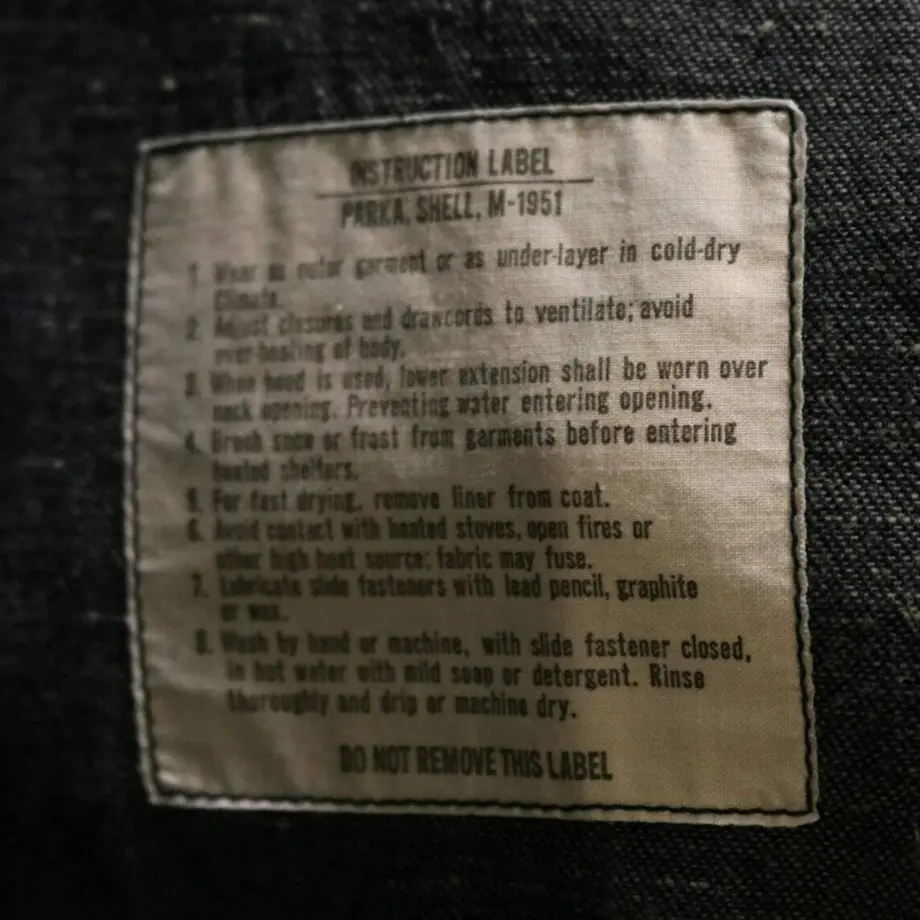 INSTRUCTION LABEL
PARKA, SHELL, M-1951
1 Wear as outer garment or as under-layer in cold-dry
Climate.
2. Adjust closures and drawcords to ventilate; avoid
over-heating of body.
3. When hood is used, lower extension shall be worn over
neck opening. Preventing water entering opening.
4. Brush snow or frost from garments before entering
heated shelters.
5. For fast drying, remove liner from coat.
6. Avoid contact with heated stoves, open fires or
other high heat source; fabric may fuse.
7. Lubricate slide fasteners with lead pencil, graphite
or wax.
8. Wash by hand or machine, with slide fastener closed,
in hot water with mild soap or detergent. Rinse
thoroughly and drip or machine dry.
DO NOT REMOVE THIS LABEL